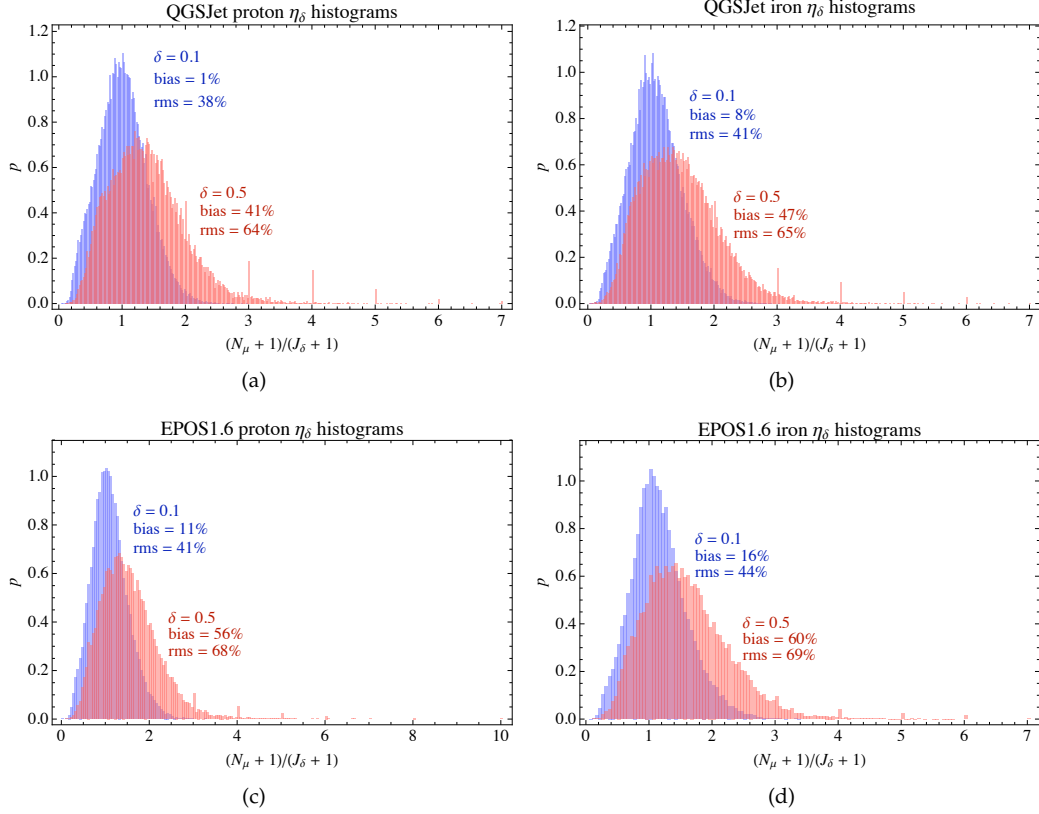 QGSJet proton η_δ histograms
p
1.2
1.0
0.8
0.6
0.4
0.2
0.0
δ = 0.1
bias = 1%
rms = 38%
δ = 0.5
bias = 41%
rms = 64%
0 1 2 3 4 5 6 7
(N_μ + 1)/(J_δ + 1)
(a)
QGSJet iron η_δ histograms
p
1.2
1.0
0.8
0.6
0.4
0.2
0.0
δ = 0.1
bias = 8%
rms = 41%
δ = 0.5
bias = 47%
rms = 65%
0 1 2 3 4 5 6 7
(N_μ + 1)/(J_δ + 1)
(b)
EPOS1.6 proton η_δ histograms
p
1.0
0.8
0.6
0.4
0.2
0.0
δ = 0.1
bias = 11%
rms = 41%
δ = 0.5
bias = 56%
rms = 68%
0 2 4 6 8 10
(N_μ + 1)/(J_δ + 1)
(c)
EPOS1.6 iron η_δ histograms
p
1.0
0.8
0.6
0.4
0.2
0.0
δ = 0.1
bias = 16%
rms = 44%
δ = 0.5
bias = 60%
rms = 69%
0 1 2 3 4 5 6 7
(N_μ + 1)/(J_δ + 1)
(d)